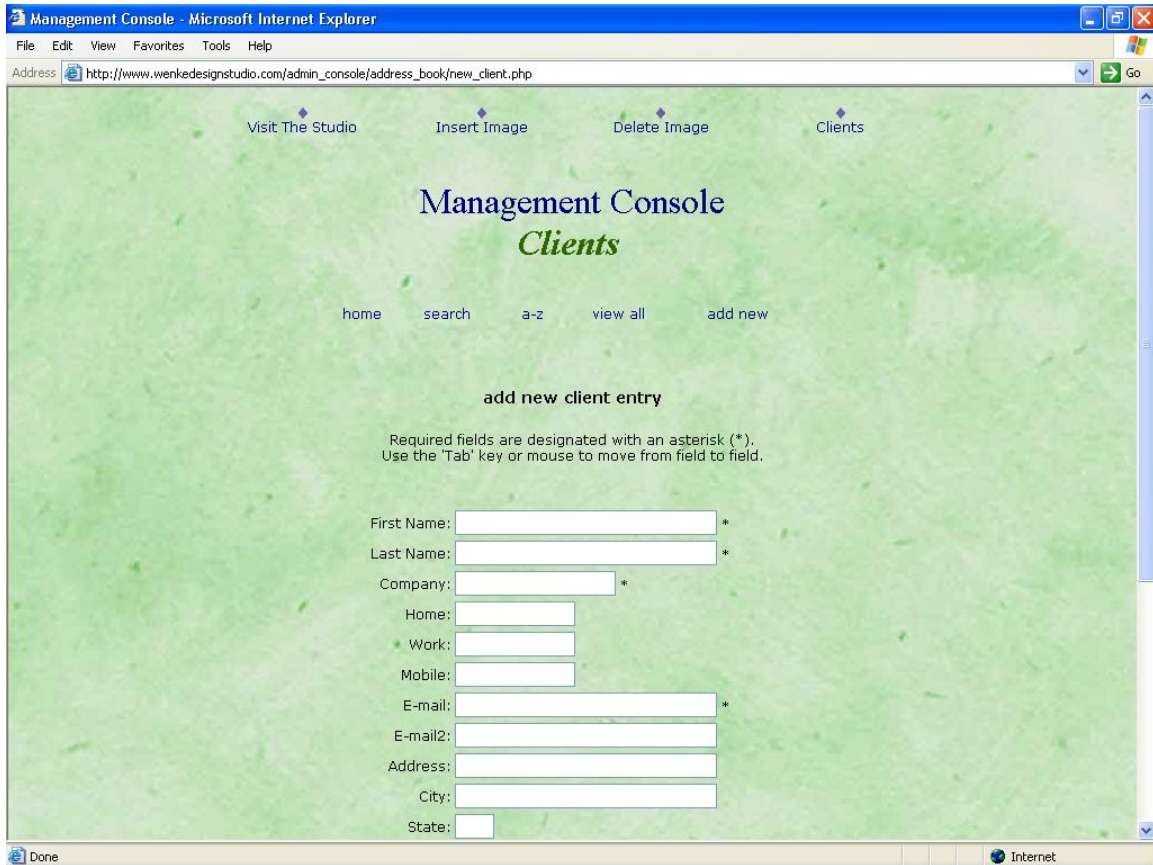 Management Console - Microsoft Internet Explorer
File Edit View Favorites Tools Help
Address http://www.wenkedesignstudio.com/admin_console/address_book/new_client.php Go
Visit The Studio Insert Image Delete Image Clients
Management Console
Clients
home search a-z view all add new
add new client entry
Required fields are designated with an asterisk (*).
Use the 'Tab' key or mouse to move from field to field.
First Name: *
Last Name: *
Company: *
Home:
Work:
Mobile:
E-mail: *
E-mail2:
Address:
City:
State:
Done Internet